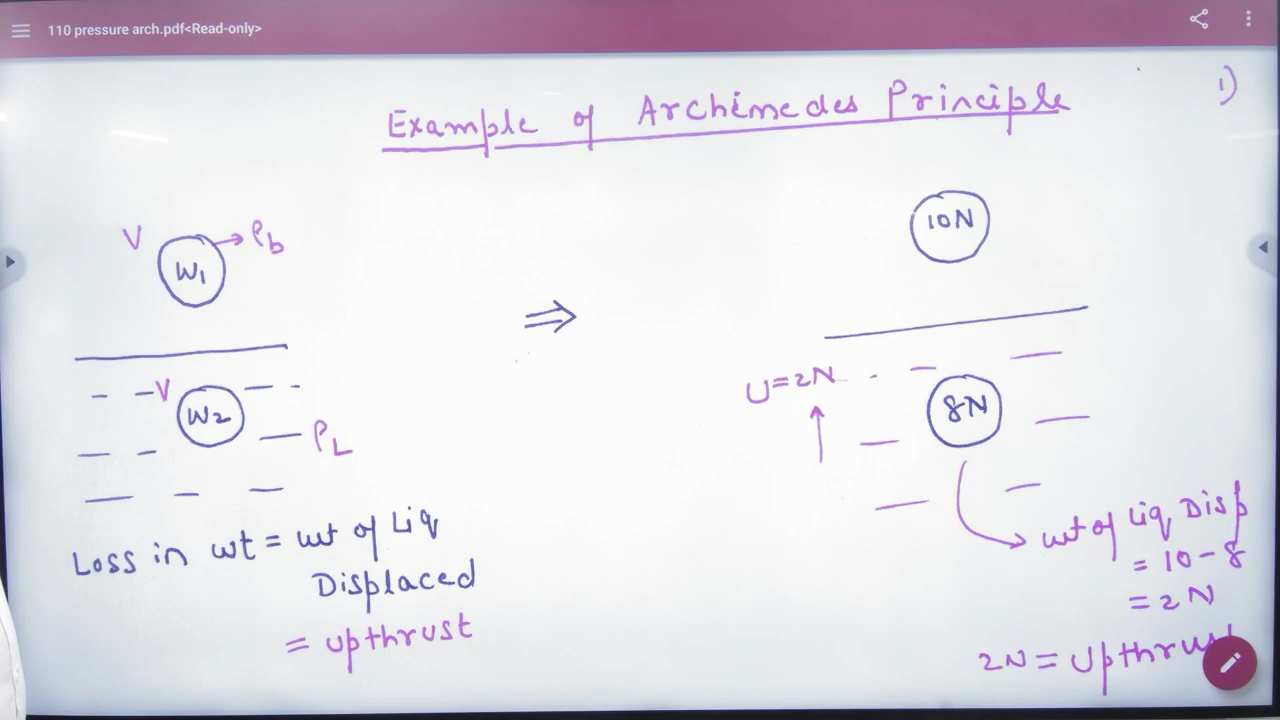 110 pressure arch.pdf<Read-only>
1)
Example of Archimedes Principle
V
W1
ρb
10N
V
W2
ρL
⇒
U=2N
8N
Loss in wt = wt of Liq
Displaced
= upthrust
wt of Liq Disp
= 10-8
= 2N
2N = Upthrust